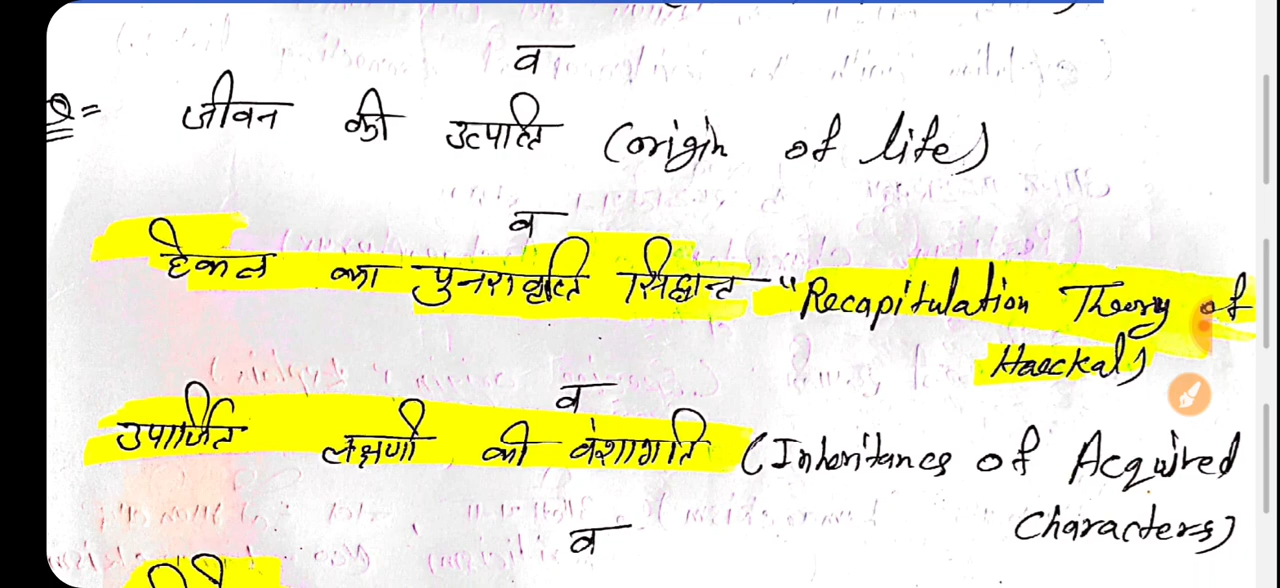 व
Q= जीवन की उत्पत्ति (origin of life)
व
हैकल का पुनरावृत्ति सिद्धान्त "Recapitulation Theory of
Haeckal)
व
उपार्जित लक्षणों की वंशागति (Inheritance of Acquired
Characters)
व